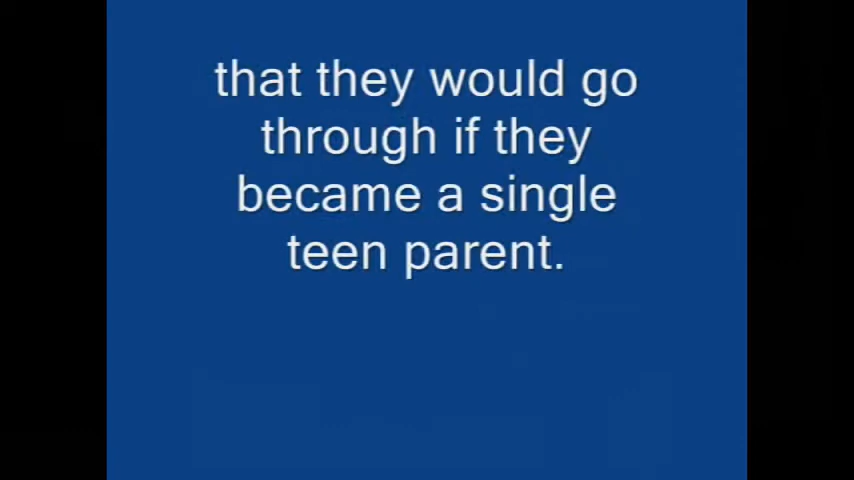 that they would go
through if they
became a single
teen parent.